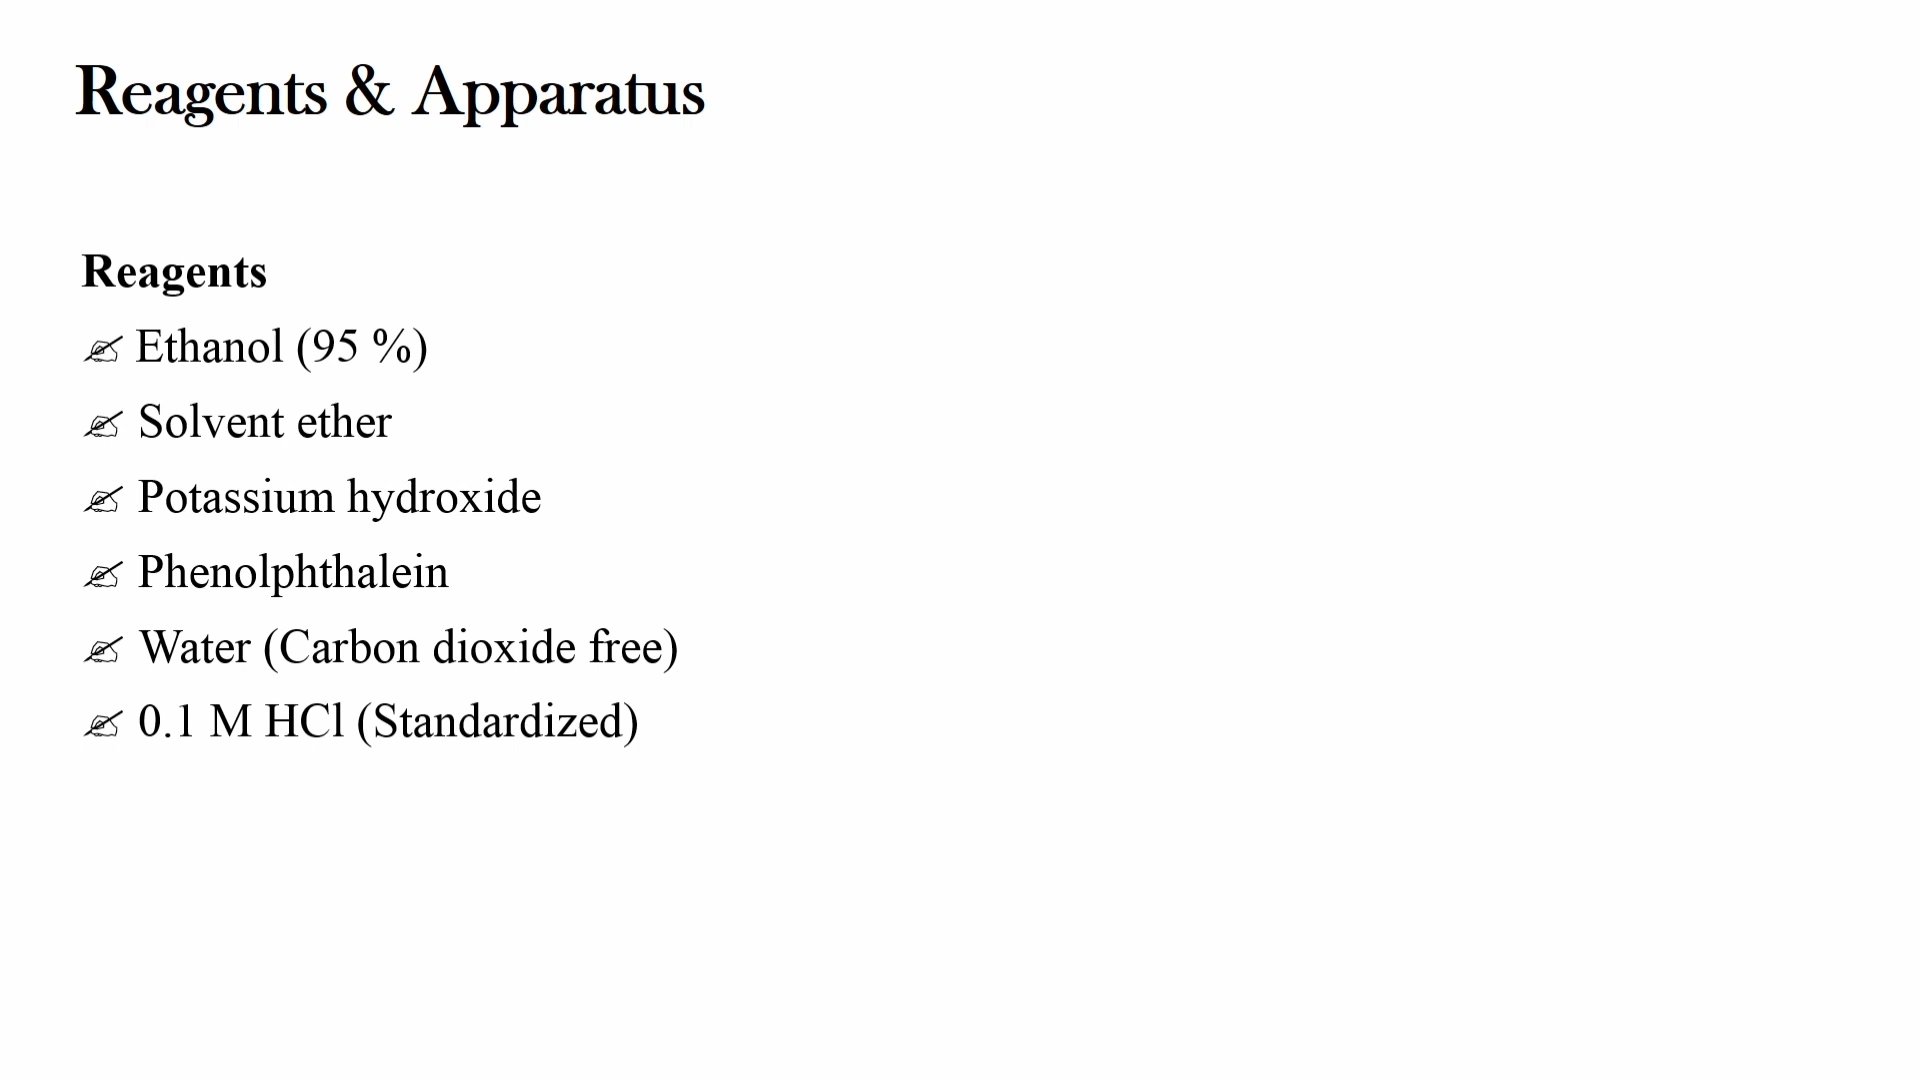 Reagents & Apparatus
Reagents
Ethanol (95 %)
Solvent ether
Potassium hydroxide
Phenolphthalein
Water (Carbon dioxide free)
0.1 M HCl (Standardized)